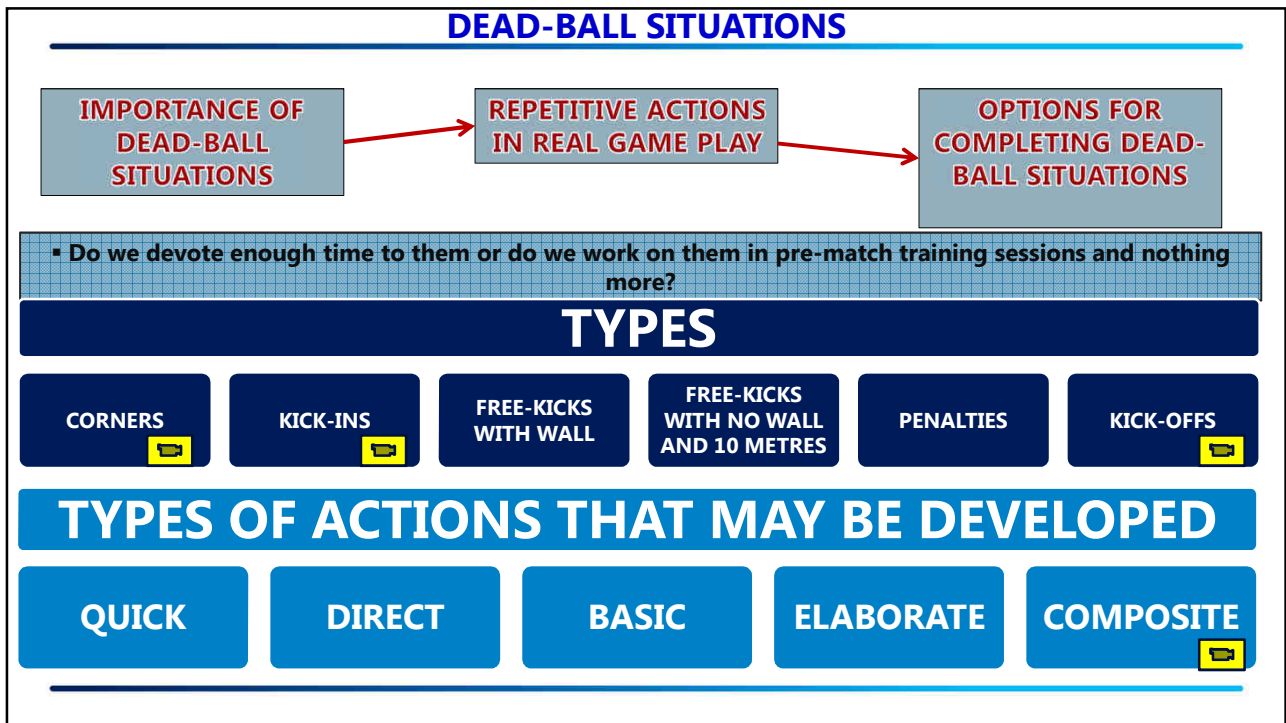 DEAD-BALL SITUATIONS
IMPORTANCE OF
DEAD-BALL
SITUATIONS
REPETITIVE ACTIONS
IN REAL GAME PLAY
OPTIONS FOR
COMPLETING DEAD-
BALL SITUATIONS
▪ Do we devote enough time to them or do we work on them in pre-match training sessions and nothing
more?
TYPES
CORNERS
KICK-INS
FREE-KICKS
WITH WALL
FREE-KICKS
WITH NO WALL
AND 10 METRES
PENALTIES
KICK-OFFS
TYPES OF ACTIONS THAT MAY BE DEVELOPED
QUICK
DIRECT
BASIC
ELABORATE
COMPOSITE